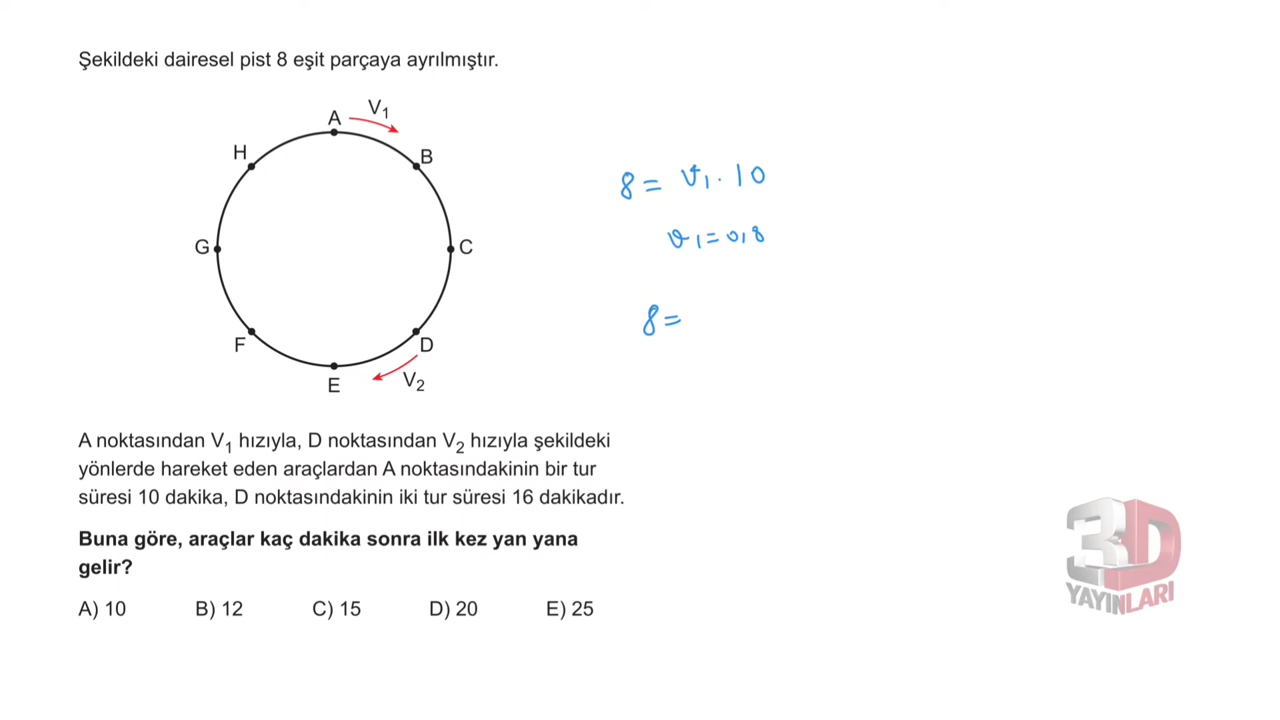 Şekildeki dairesel pist 8 eşit parçaya ayrılmıştır.
A
V1
H
B
G
C
F
D
E
V2
8 = v1 . 10
v1 = 0,8
8 =
A noktasından V1 hızıyla, D noktasından V2 hızıyla şekildeki
yönlerde hareket eden araçlardan A noktasındakinin bir tur
süresi 10 dakika, D noktasındakinin iki tur süresi 16 dakikadır.
Buna göre, araçlar kaç dakika sonra ilk kez yan yana
gelir?
A) 10 B) 12 C) 15 D) 20 E) 25
3D
YAYINLARI